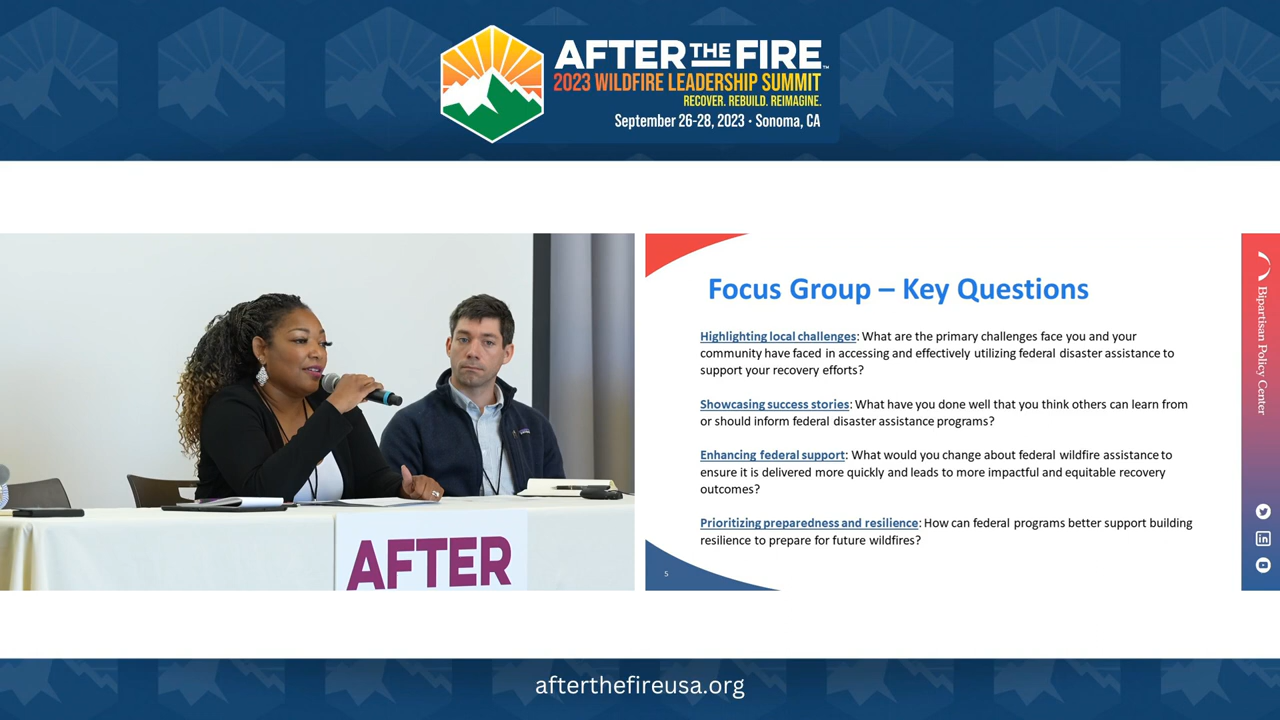 AFTER THE FIRE™
2023 WILDFIRE LEADERSHIP SUMMIT
RECOVER. REBUILD. REIMAGINE.
September 26-28, 2023 • Sonoma, CA
AFTER
Focus Group – Key Questions
Highlighting local challenges: What are the primary challenges face you and your
community have faced in accessing and effectively utilizing federal disaster assistance to
support your recovery efforts?
Showcasing success stories: What have you done well that you think others can learn from
or should inform federal disaster assistance programs?
Enhancing federal support: What would you change about federal wildfire assistance to
ensure it is delivered more quickly and leads to more impactful and equitable recovery
outcomes?
Prioritizing preparedness and resilience: How can federal programs better support building
resilience to prepare for future wildfires?
5
Bipartisan Policy Center
in
afterthefireusa.org